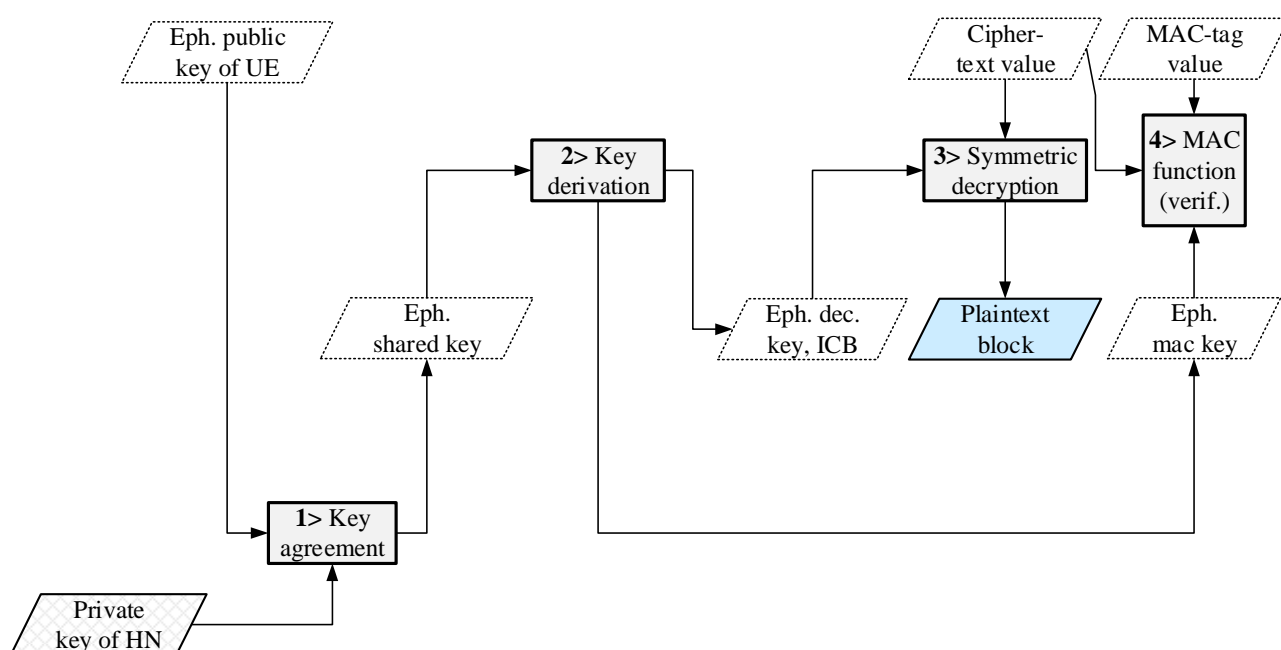 Eph. public
key of UE
Cipher-
text value
MAC-tag
value
2> Key
derivation
3> Symmetric
decryption
4> MAC
function
(verif.)
Eph.
shared key
Eph. dec.
key, ICB
Plaintext
block
Eph.
mac key
1> Key
agreement
Private
key of HN